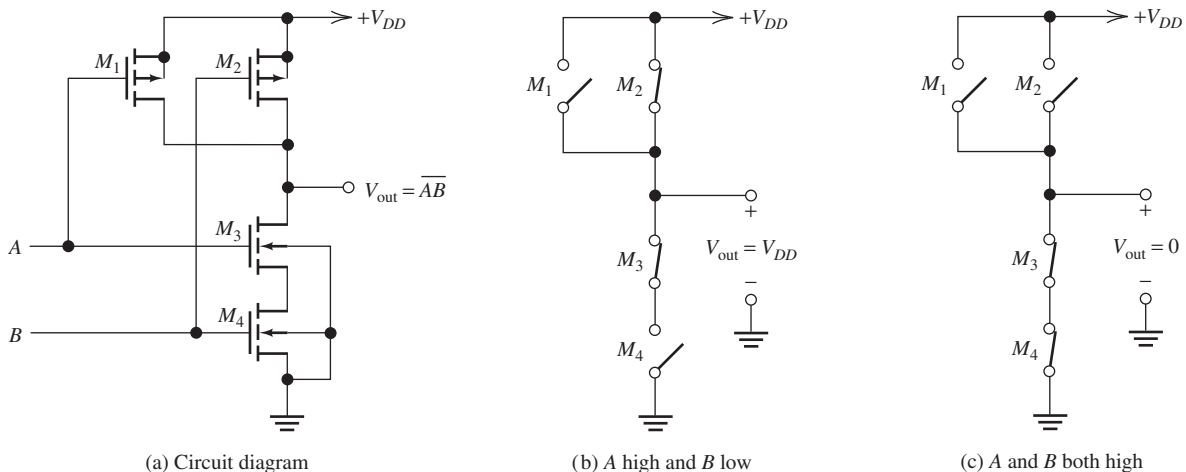 +V_DD
M_1
M_2
V_out = \overline{AB}
M_3
A
M_4
B
(a) Circuit diagram
+V_DD
M_1
M_2
+
M_3
V_out = V_DD
−
M_4
(b) A high and B low
+V_DD
M_1
M_2
+
M_3
V_out = 0
−
M_4
(c) A and B both high